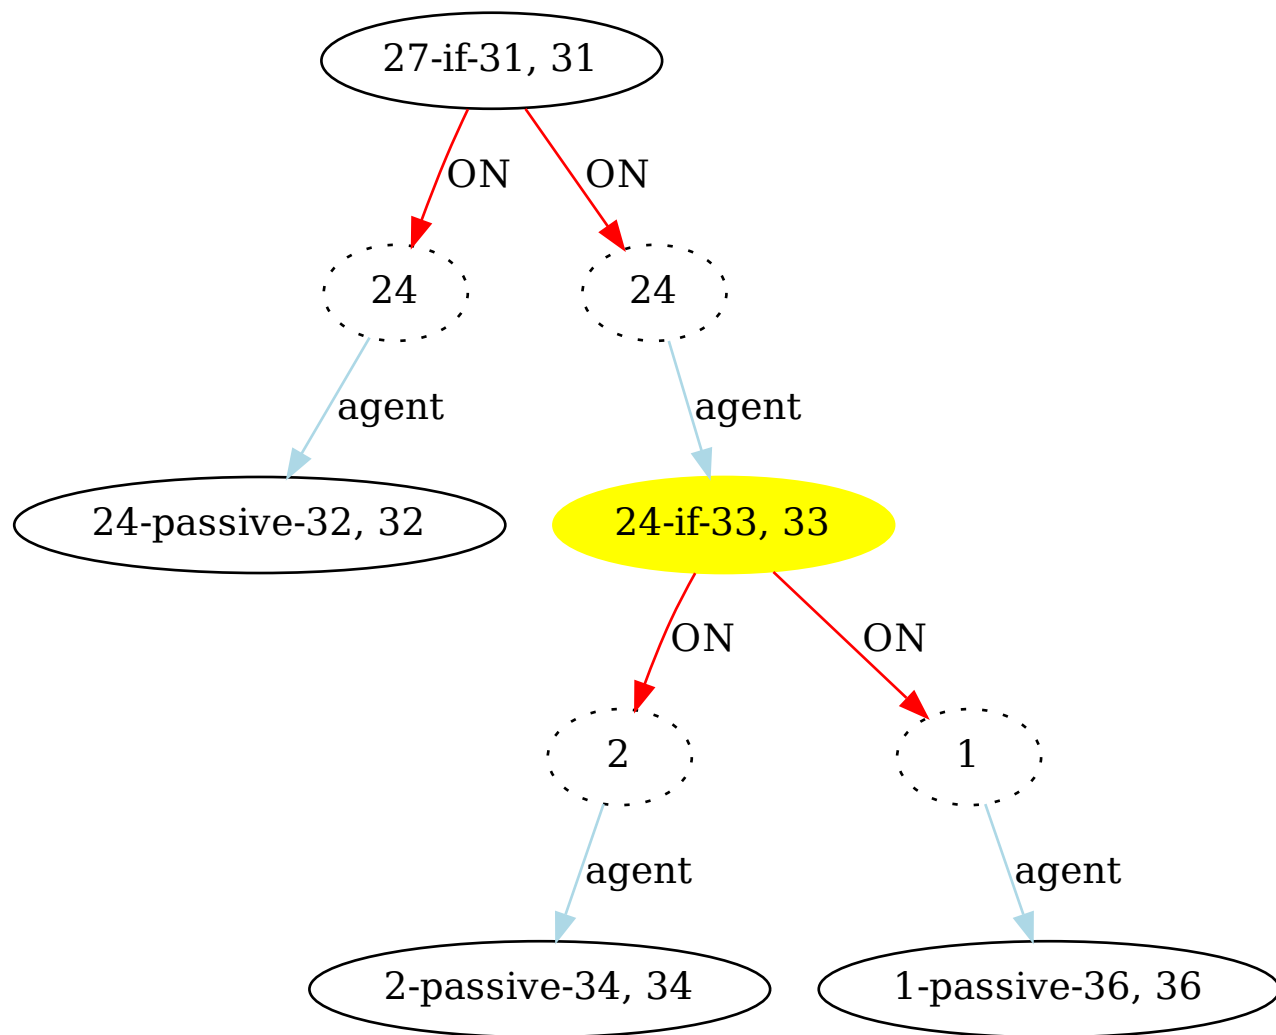 27-if-31, 31
ON
ON
24
24
agent
agent
24-passive-32, 32
24-if-33, 33
ON
ON
2
1
agent
agent
2-passive-34, 34
1-passive-36, 36